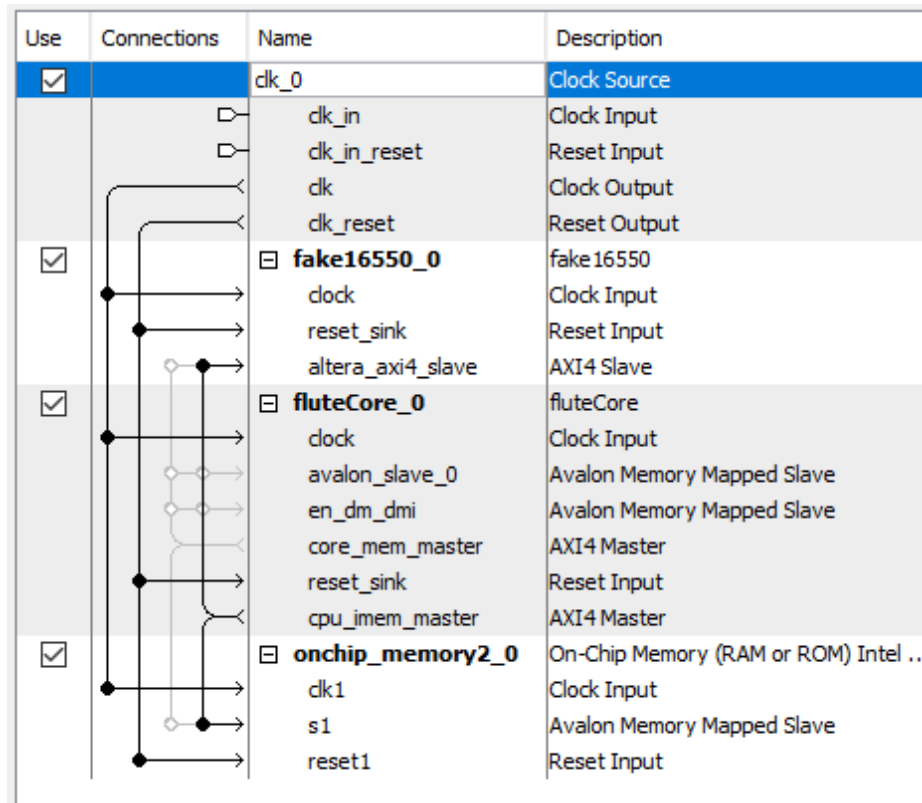 Use Connections Name Description
clk_0 Clock Source
clk_in Clock Input
clk_in_reset Reset Input
clk Clock Output
clk_reset Reset Output
fake16550_0 fake16550
clock Clock Input
reset_sink Reset Input
altera_axi4_slave AXI4 Slave
fluteCore_0 fluteCore
clock Clock Input
avalon_slave_0 Avalon Memory Mapped Slave
en_dm_dmi Avalon Memory Mapped Slave
core_mem_master AXI4 Master
reset_sink Reset Input
cpu_imem_master AXI4 Master
onchip_memory2_0 On-Chip Memory (RAM or ROM) Intel ...
clk1 Clock Input
s1 Avalon Memory Mapped Slave
reset1 Reset Input